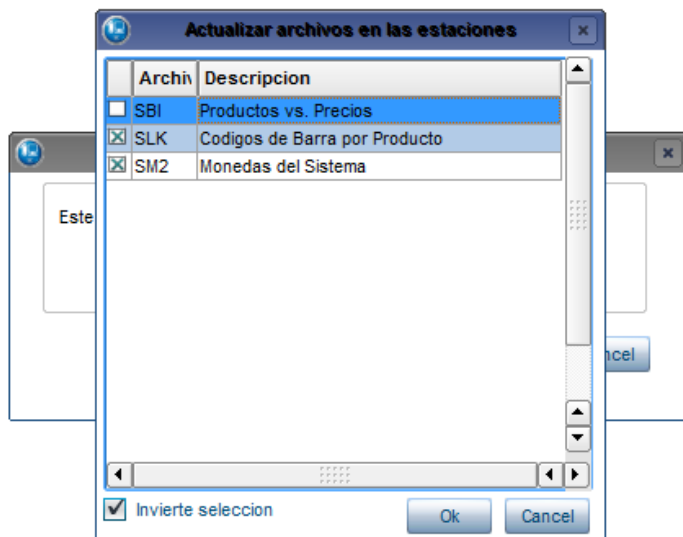 Actualizar archivos en las estaciones
Archiv Descripcion
SBI Productos vs. Precios
SLK Codigos de Barra por Producto
SM2 Monedas del Sistema
Este
ncel
Invierte seleccion
Ok Cancel